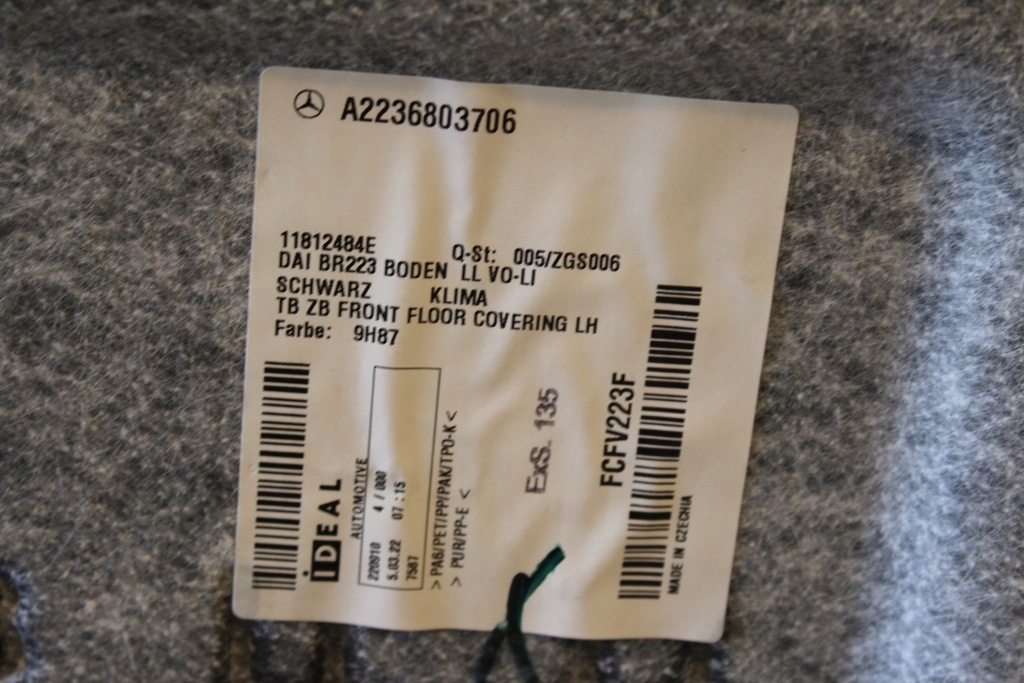 A2236803706
11812484E Q-St: 005/ZGS006
DAI BR223 BODEN LL VO-LI
SCHWARZ KLIMA
TB ZB FRONT FLOOR COVERING LH
Farbe: 9H87
iDEAL
AUTOMOTIVE
220910 4 / 000
5.03.22 07:15
7587
> PA6/PET/PP/PAK/TPO-K <
> PUR/PP-E <
ExS. 135
FCFV223F
MADE IN CZECHIA